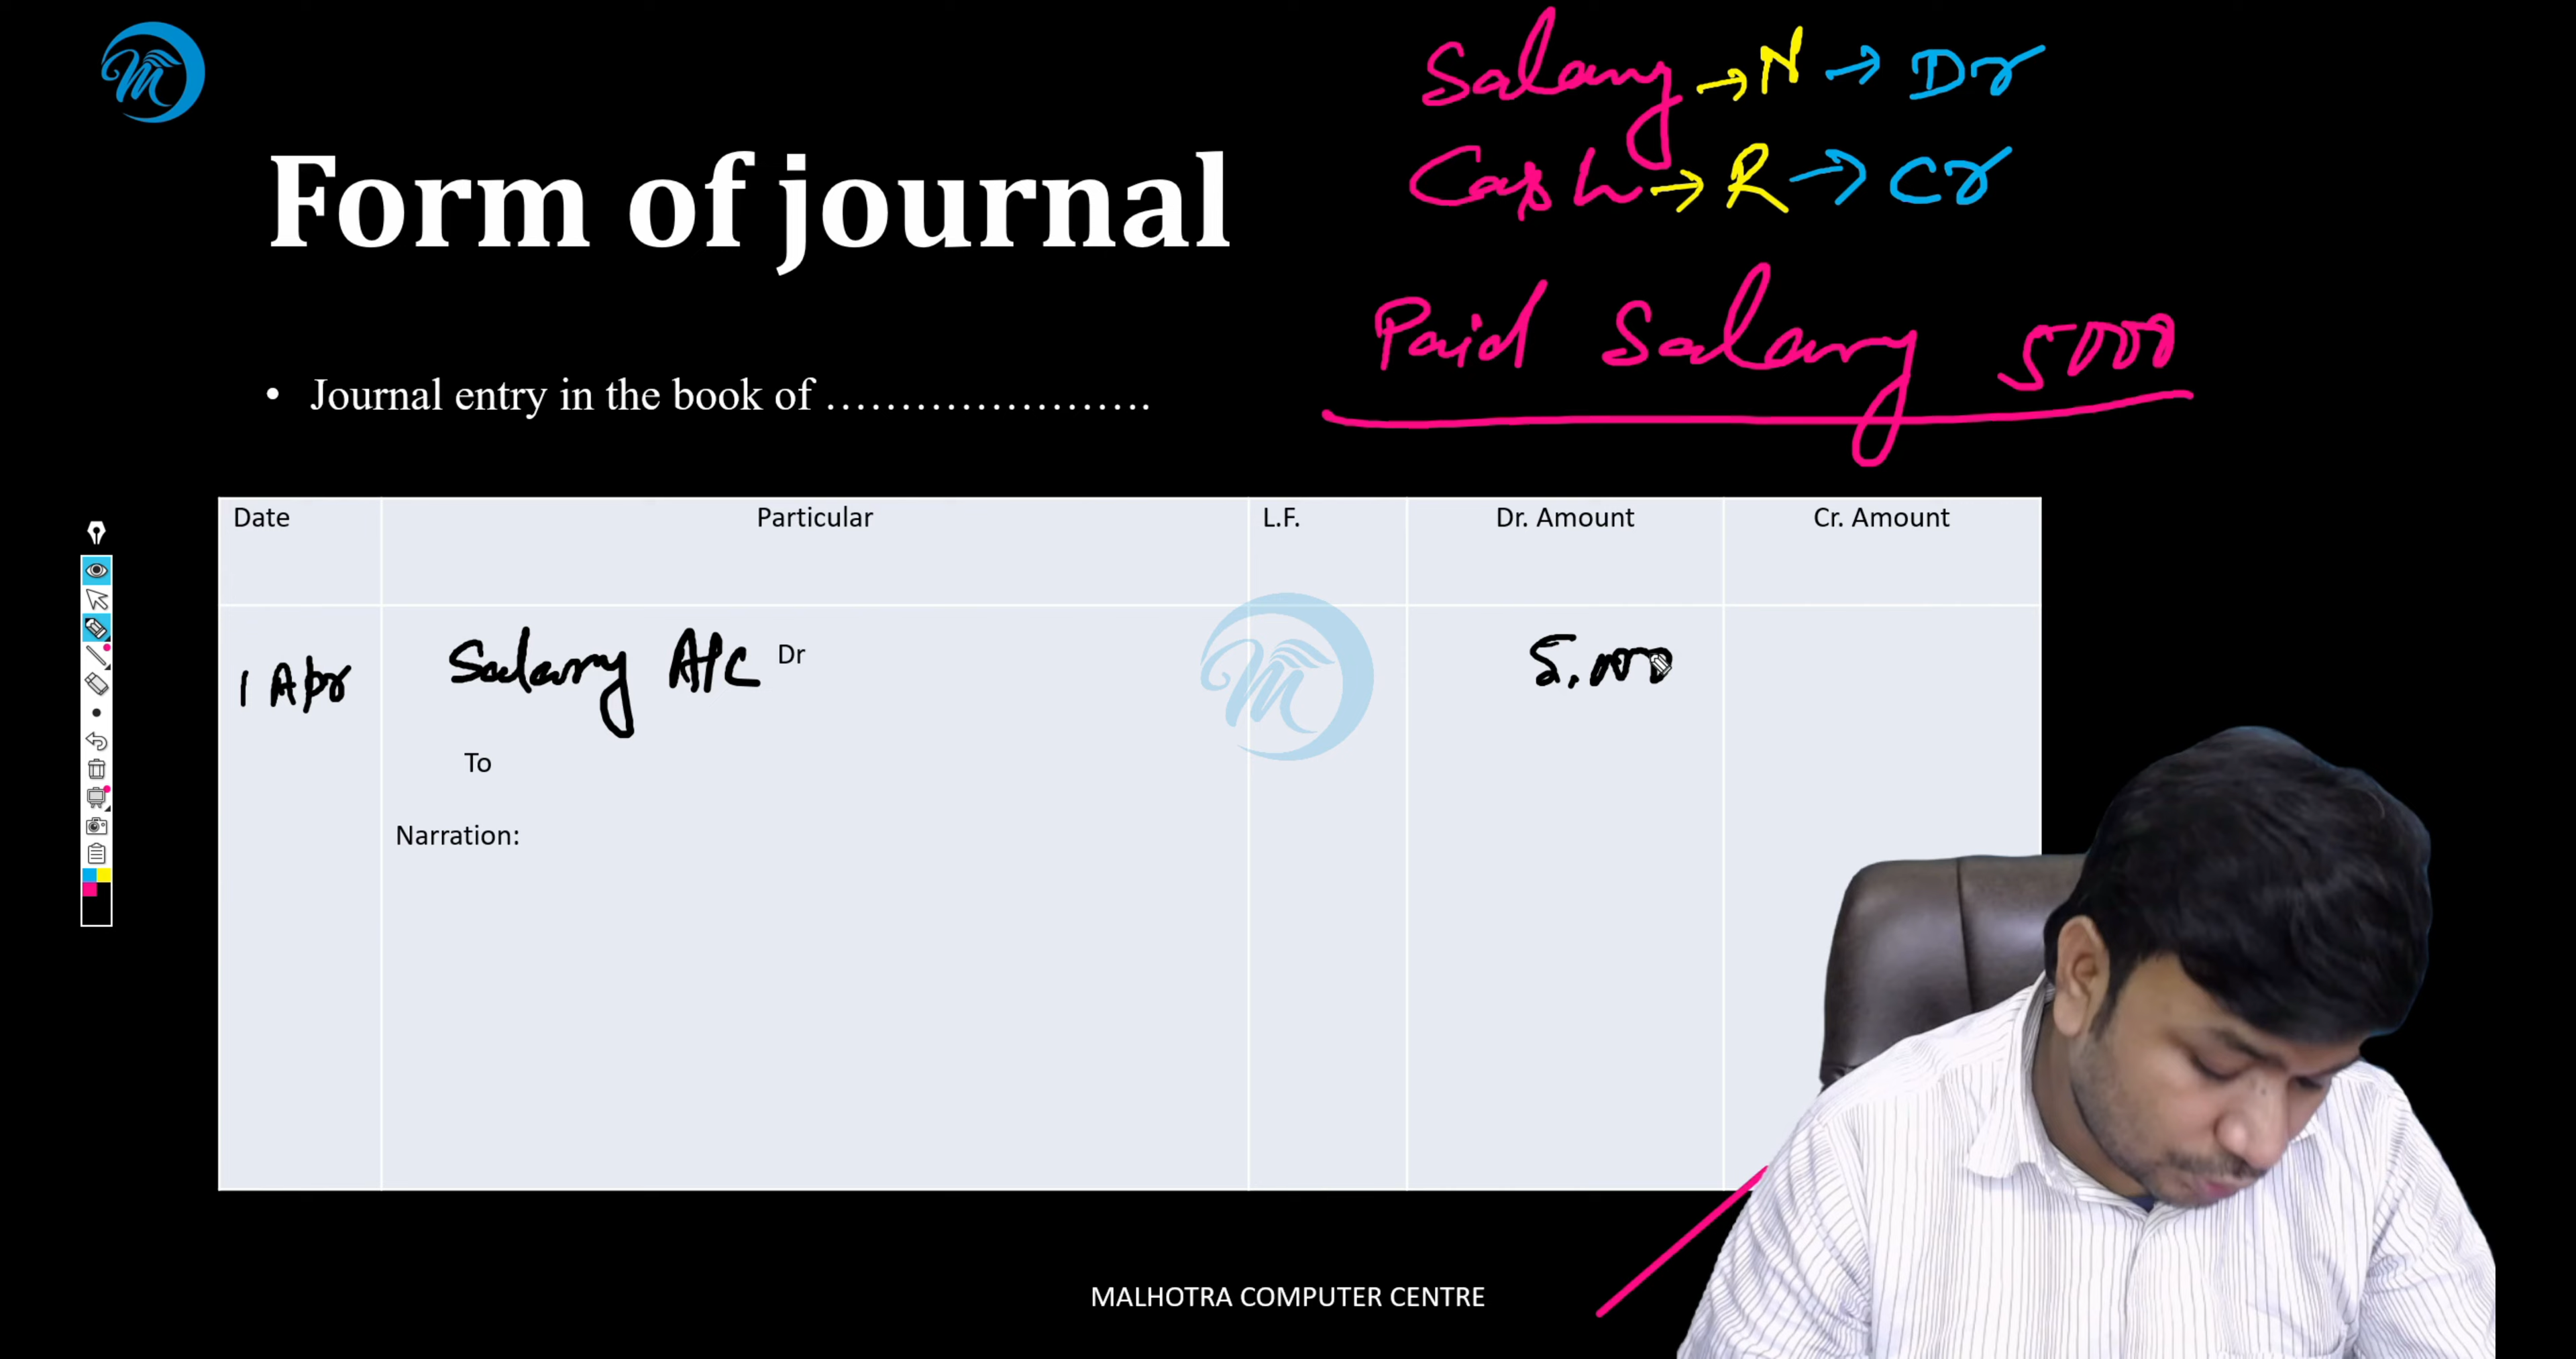 Salary → N → Dr
Cash → R → Cr
Form of journal
Paid Salary 5000
• Journal entry in the book of ......................
Date Particular L.F. Dr. Amount Cr. Amount
1 Apr Salary A/C Dr 5,000
To
Narration:
MALHOTRA COMPUTER CENTRE